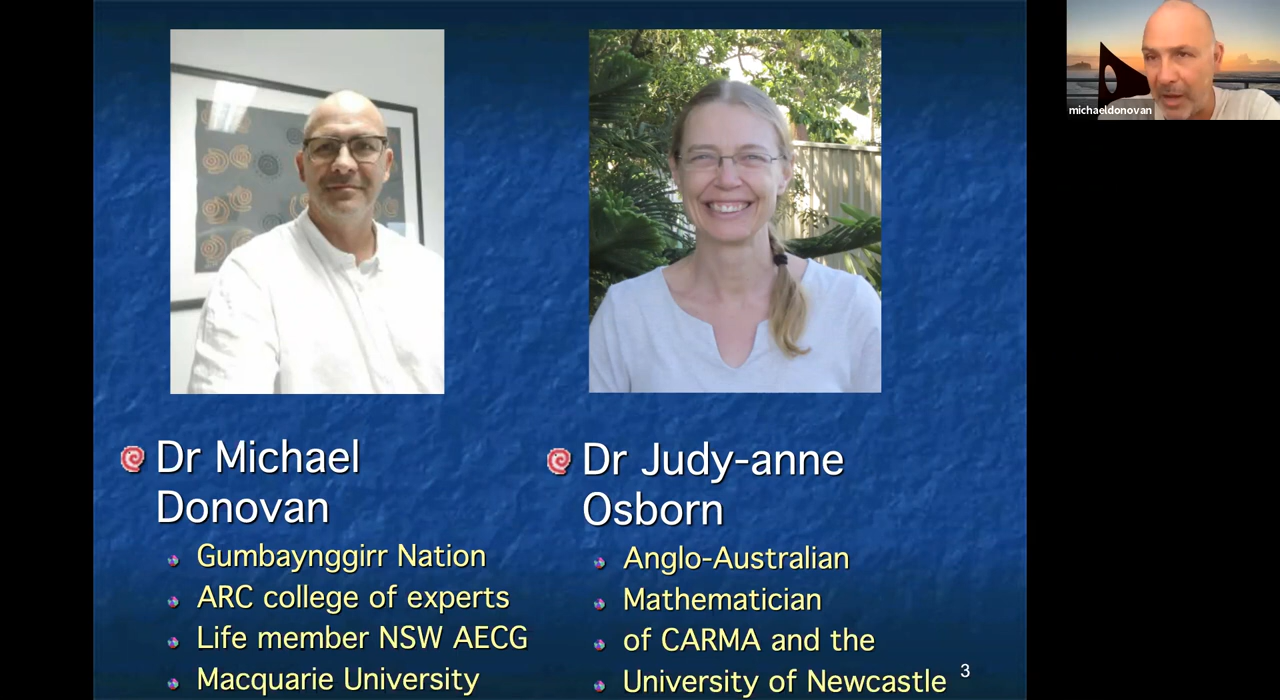 michaeldonovan
Dr Michael
Donovan
Gumbaynggirr Nation
ARC college of experts
Life member NSW AECG
Macquarie University
Dr Judy-anne
Osborn
Anglo-Australian
Mathematician
of CARMA and the
University of Newcastle
3